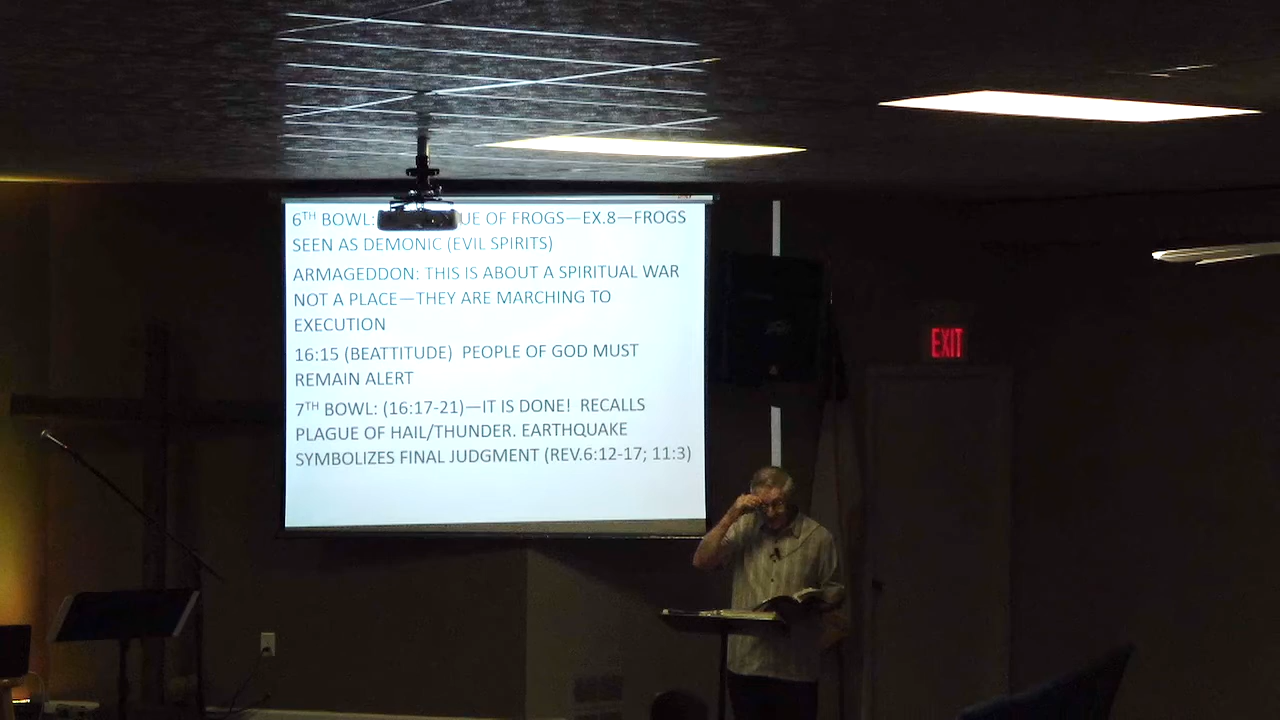 6TH BOWL: UE OF FROGS—EX.8—FROGS
SEEN AS DEMONIC (EVIL SPIRITS)
ARMAGEDDON: THIS IS ABOUT A SPIRITUAL WAR
NOT A PLACE—THEY ARE MARCHING TO
EXECUTION
16:15 (BEATTITUDE) PEOPLE OF GOD MUST
REMAIN ALERT
7TH BOWL: (16:17-21)—IT IS DONE! RECALLS
PLAGUE OF HAIL/THUNDER. EARTHQUAKE
SYMBOLIZES FINAL JUDGMENT (REV.6:12-17; 11:3)
EXIT